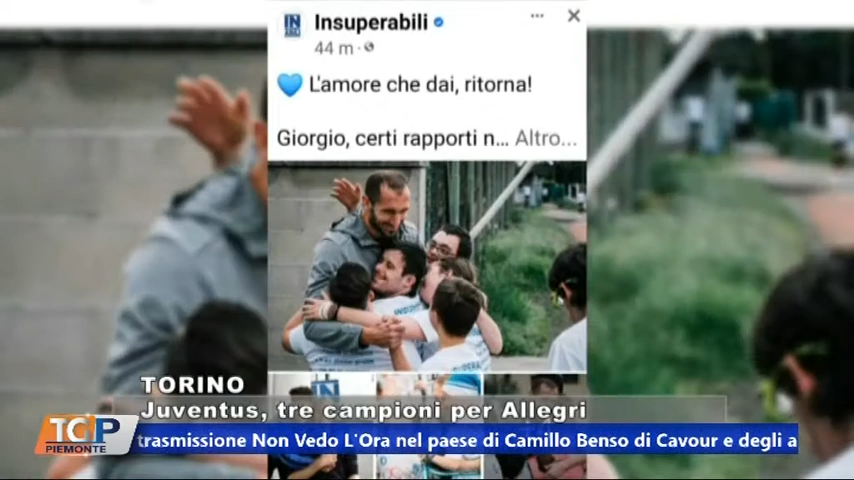 Insuperabili
44 m
L'amore che dai, ritorna!
Giorgio, certi rapporti n... Altro...
TORINO
Juventus, tre campioni per Allegri
TCP
PIEMONTE
trasmissione Non Vedo L'Ora nel paese di Camillo Benso di Cavour e degli a